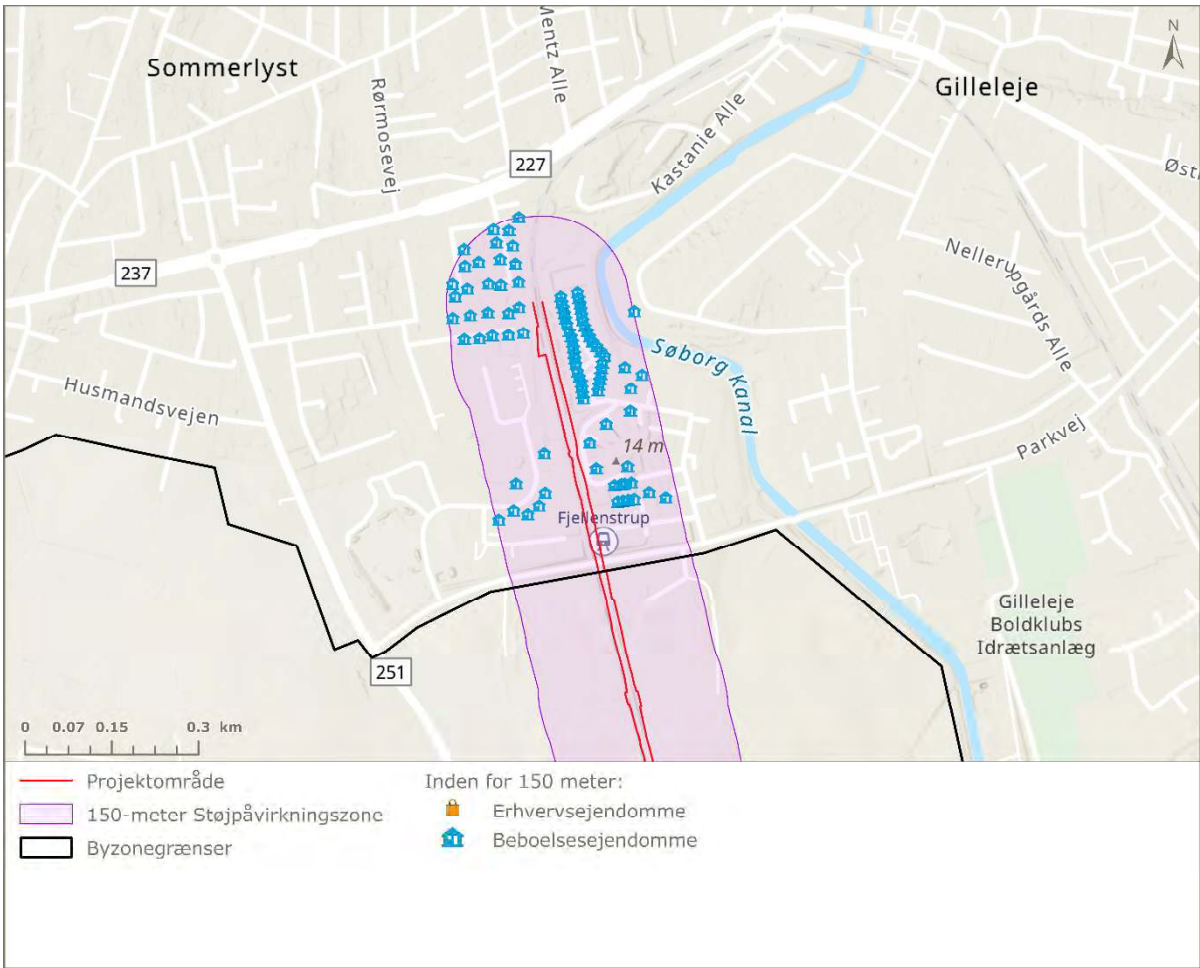 N
Sommerlyst
Mentz Alle
Gilleleje
Rørmosevej
Kastanie Alle
227
Øst
237
Nellerupgårds Alle
Søborg Kanal
Husmandsvejen
Parkvej
14 m
Fjellenstrup
Gilleleje
Boldklubs
Idrætsanlæg
251
0 0.07 0.15 0.3 km
Projektområde
150-meter Støjpåvirkningszone
Byzonegrænser
Inden for 150 meter:
Erhvervsejendomme
Beboelsesejendomme